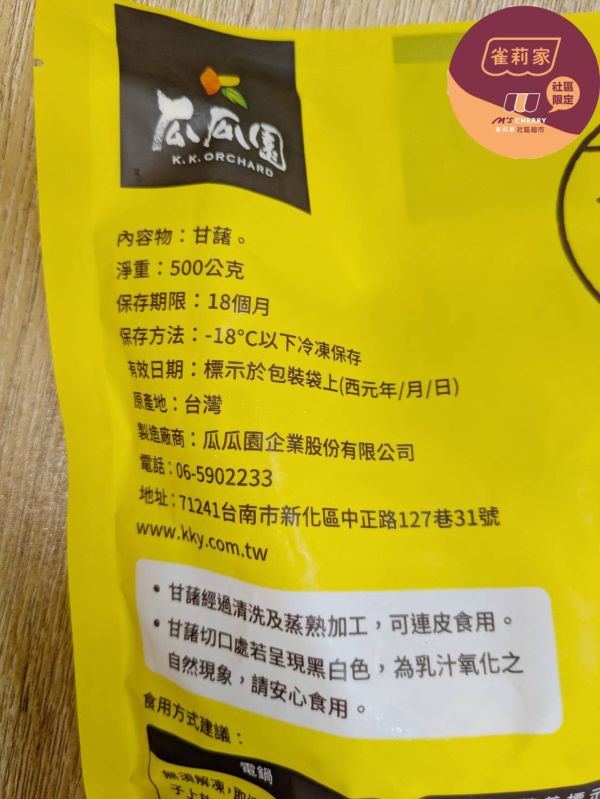 雀莉家
社區
限定
M'S CHERRY
雀莉家 社區超市
瓜瓜園
K.K. ORCHARD
內容物：甘藷。
淨重：500公克
保存期限：18個月
保存方法：-18°C以下冷凍保存
有效日期：標示於包裝袋上(西元年/月/日)
原產地：台灣
製造廠商：瓜瓜園企業股份有限公司
電話：06-5902233
地址：71241台南市新化區中正路127巷31號
www.kky.com.tw
• 甘藷經過清洗及蒸熟加工，可連皮食用。
• 甘藷切口處若呈現黑白色，為乳汁氧化之
自然現象，請安心食用。
食用方式建議：
電鍋
無須解凍，取